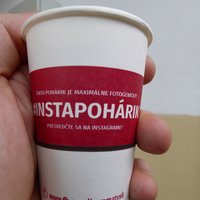 TENTO POHÁRIK JE MAXIMÁLNE FOTOGENICKÝ!
#INSTAPOHÁRIK
PRESVEDČTE SA NA INSTAGRAME!